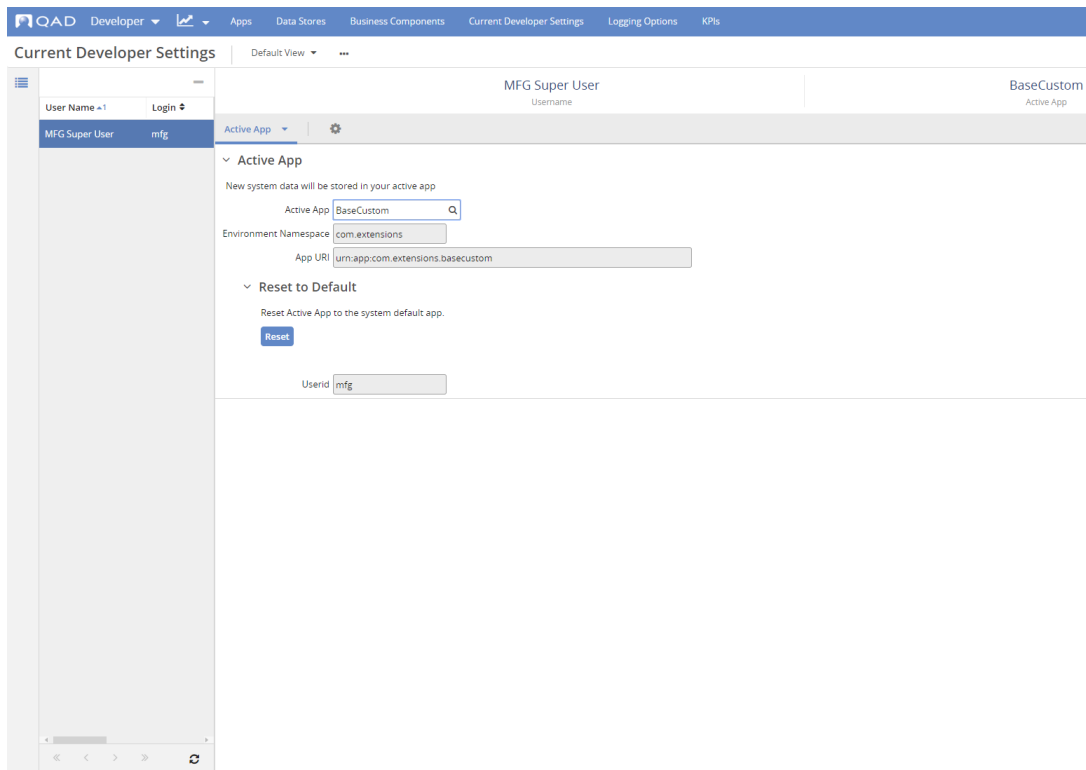 QAD Developer Apps Data Stores Business Components Current Developer Settings Logging Options KPIs
Current Developer Settings Default View •••
MFG Super User BaseCustom
Username Active App
User Name 1 Login
MFG Super User mfg
Active App
Active App
New system data will be stored in your active app
Active App BaseCustom
Environment Namespace com.extensions
App URI urn:app:com.extensions.basecustom
Reset to Default
Reset Active App to the system default app.
Reset
Userid mfg